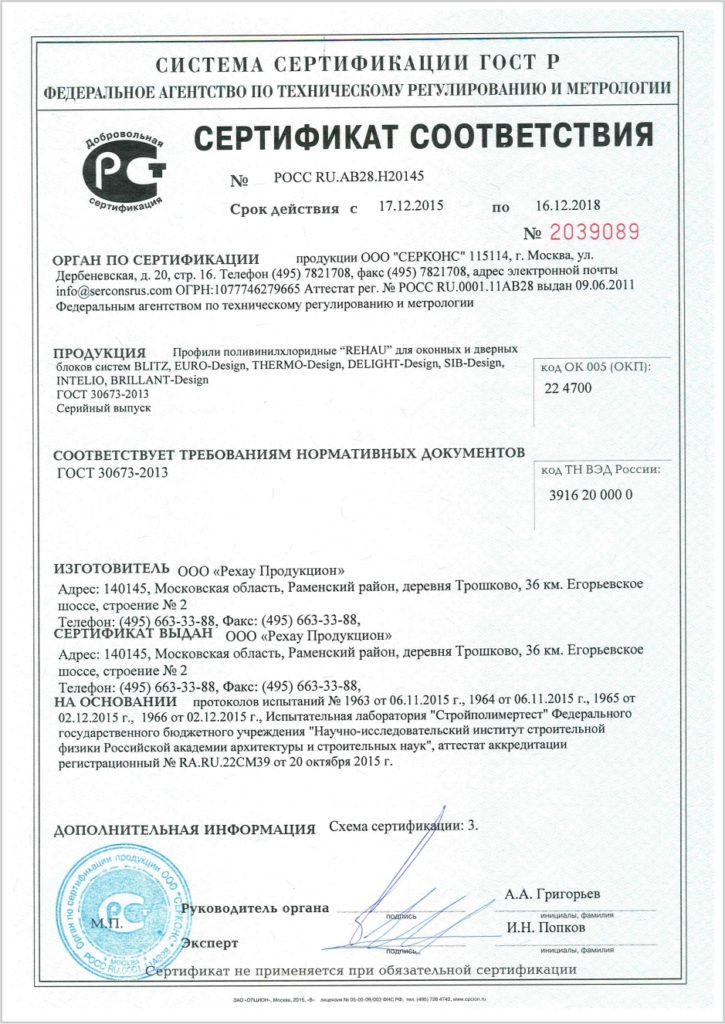 СИСТЕМА СЕРТИФИКАЦИИ ГОСТ Р
ФЕДЕРАЛЬНОЕ АГЕНТСТВО ПО ТЕХНИЧЕСКОМУ РЕГУЛИРОВАНИЮ И МЕТРОЛОГИИ
Добровольная
РСТ
сертификация
СЕРТИФИКАТ СООТВЕТСТВИЯ
№ РОСС RU.АВ28.Н20145
Срок действия с 17.12.2015 по 16.12.2018
№ 2039089
ОРГАН ПО СЕРТИФИКАЦИИ продукции ООО "СЕРКОНС" 115114, г. Москва, ул.
Дербеневская, д. 20, стр. 16. Телефон (495) 7821708, факс (495) 7821708, адрес электронной почты
info@serconsrus.com ОГРН:1077746279665 Аттестат рег. № РОСС RU.0001.11АВ28 выдан 09.06.2011
Федеральным агентством по техническому регулированию и метрологии
ПРОДУКЦИЯ Профили поливинилхлоридные “REHAU” для оконных и дверных
блоков систем BLITZ, EURO-Design, THERMO-Design, DELIGHT-Design, SIB-Design,
INTELIO, BRILLANT-Design
ГОСТ 30673-2013
Серийный выпуск
код ОК 005 (ОКП):
22 4700
СООТВЕТСТВУЕТ ТРЕБОВАНИЯМ НОРМАТИВНЫХ ДОКУМЕНТОВ
ГОСТ 30673-2013
код ТН ВЭД России:
3916 20 000 0
ИЗГОТОВИТЕЛЬ ООО «Рехау Продукцион»
Адрес: 140145, Московская область, Раменский район, деревня Трошково, 36 км. Егорьевское
шоссе, строение № 2
Телефон: (495) 663-33-88, Факс: (495) 663-33-88,
СЕРТИФИКАТ ВЫДАН ООО «Рехау Продукцион»
Адрес: 140145, Московская область, Раменский район, деревня Трошково, 36 км. Егорьевское
шоссе, строение № 2
Телефон: (495) 663-33-88, Факс: (495) 663-33-88,
НА ОСНОВАНИИ протоколов испытаний № 1963 от 06.11.2015 г., 1964 от 06.11.2015 г., 1965 от
02.12.2015 г., 1966 от 02.12.2015 г., Испытательная лаборатория "Стройполимертест" Федерального
государственного бюджетного учреждения "Научно-исследовательский институт строительной
физики Российской академии архитектуры и строительных наук", аттестат аккредитации
регистрационный № RA.RU.22СМ39 от 20 октября 2015 г.
ДОПОЛНИТЕЛЬНАЯ ИНФОРМАЦИЯ Схема сертификации: 3.
Орган по сертификации продукции ООО "СЕРКОНС"
РСТ
М.П.
МОСКВА
Руководитель органа
подпись
А.А. Григорьев
инициалы, фамилия
Эксперт
подпись
И.Н. Попков
инициалы, фамилия
Сертификат не применяется при обязательной сертификации
ЗАО «ОПЦИОН», Москва, 2015, «В» лицензия № 05-05-09/003 ФНС РФ, тел. (495) 726 4742, www.opcion.ru